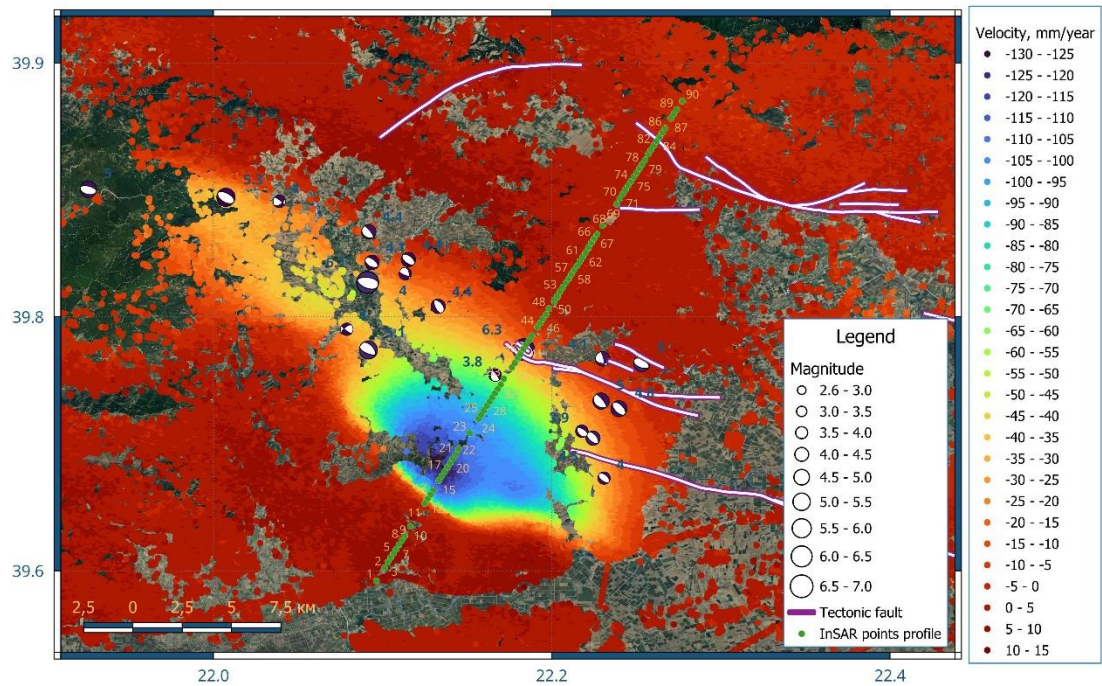 39.9
39.8
39.6
22.0
22.2
22.4
2,5 0 2,5 5 7,5 км
5
5.3
4.4
4
4.4
6.3
3.8
89 90
86 87
82 84
78 79
74 75
70 71
69
68
66 67
61 62
57 58
53
48 50
44 46
25 28
23 24
21 22
17 20
15
11
9
8 10
5 7
2 3
1
Legend
Magnitude
2.6 - 3.0
3.0 - 3.5
3.5 - 4.0
4.0 - 4.5
4.5 - 5.0
5.0 - 5.5
5.5 - 6.0
6.0 - 6.5
6.5 - 7.0
Tectonic fault
InSAR points profile
Velocity, mm/year
-130 - -125
-125 - -120
-120 - -115
-115 - -110
-110 - -105
-105 - -100
-100 - -95
-95 - -90
-90 - -85
-85 - -80
-80 - -75
-75 - -70
-70 - -65
-65 - -60
-60 - -55
-55 - -50
-50 - -45
-45 - -40
-40 - -35
-35 - -30
-30 - -25
-25 - -20
-20 - -15
-15 - -10
-10 - -5
-5 - 0
0 - 5
5 - 10
10 - 15